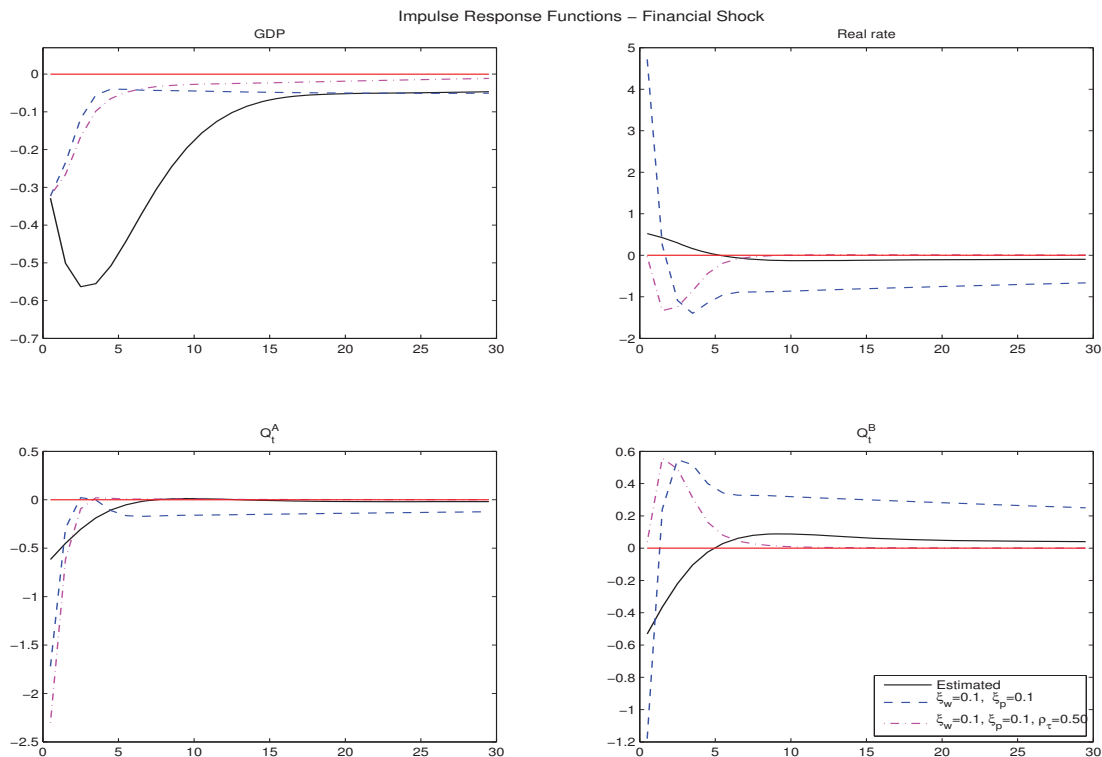 Impulse Response Functions − Financial Shock
GDP
0
−0.1
−0.2
−0.3
−0.4
−0.5
−0.6
−0.7
0 5 10 15 20 25 30
Real rate
5
4
3
2
1
0
−1
−2
0 5 10 15 20 25 30
Q_t^A
0.5
0
−0.5
−1
−1.5
−2
−2.5
0 5 10 15 20 25 30
Q_t^B
0.6
0.4
0.2
0
−0.2
−0.4
−0.6
−0.8
−1
−1.2
0 5 10 15 20 25 30
Estimated
ξ_w=0.1, ξ_p=0.1
ξ_w=0.1, ξ_p=0.1, ρ_τ=0.50